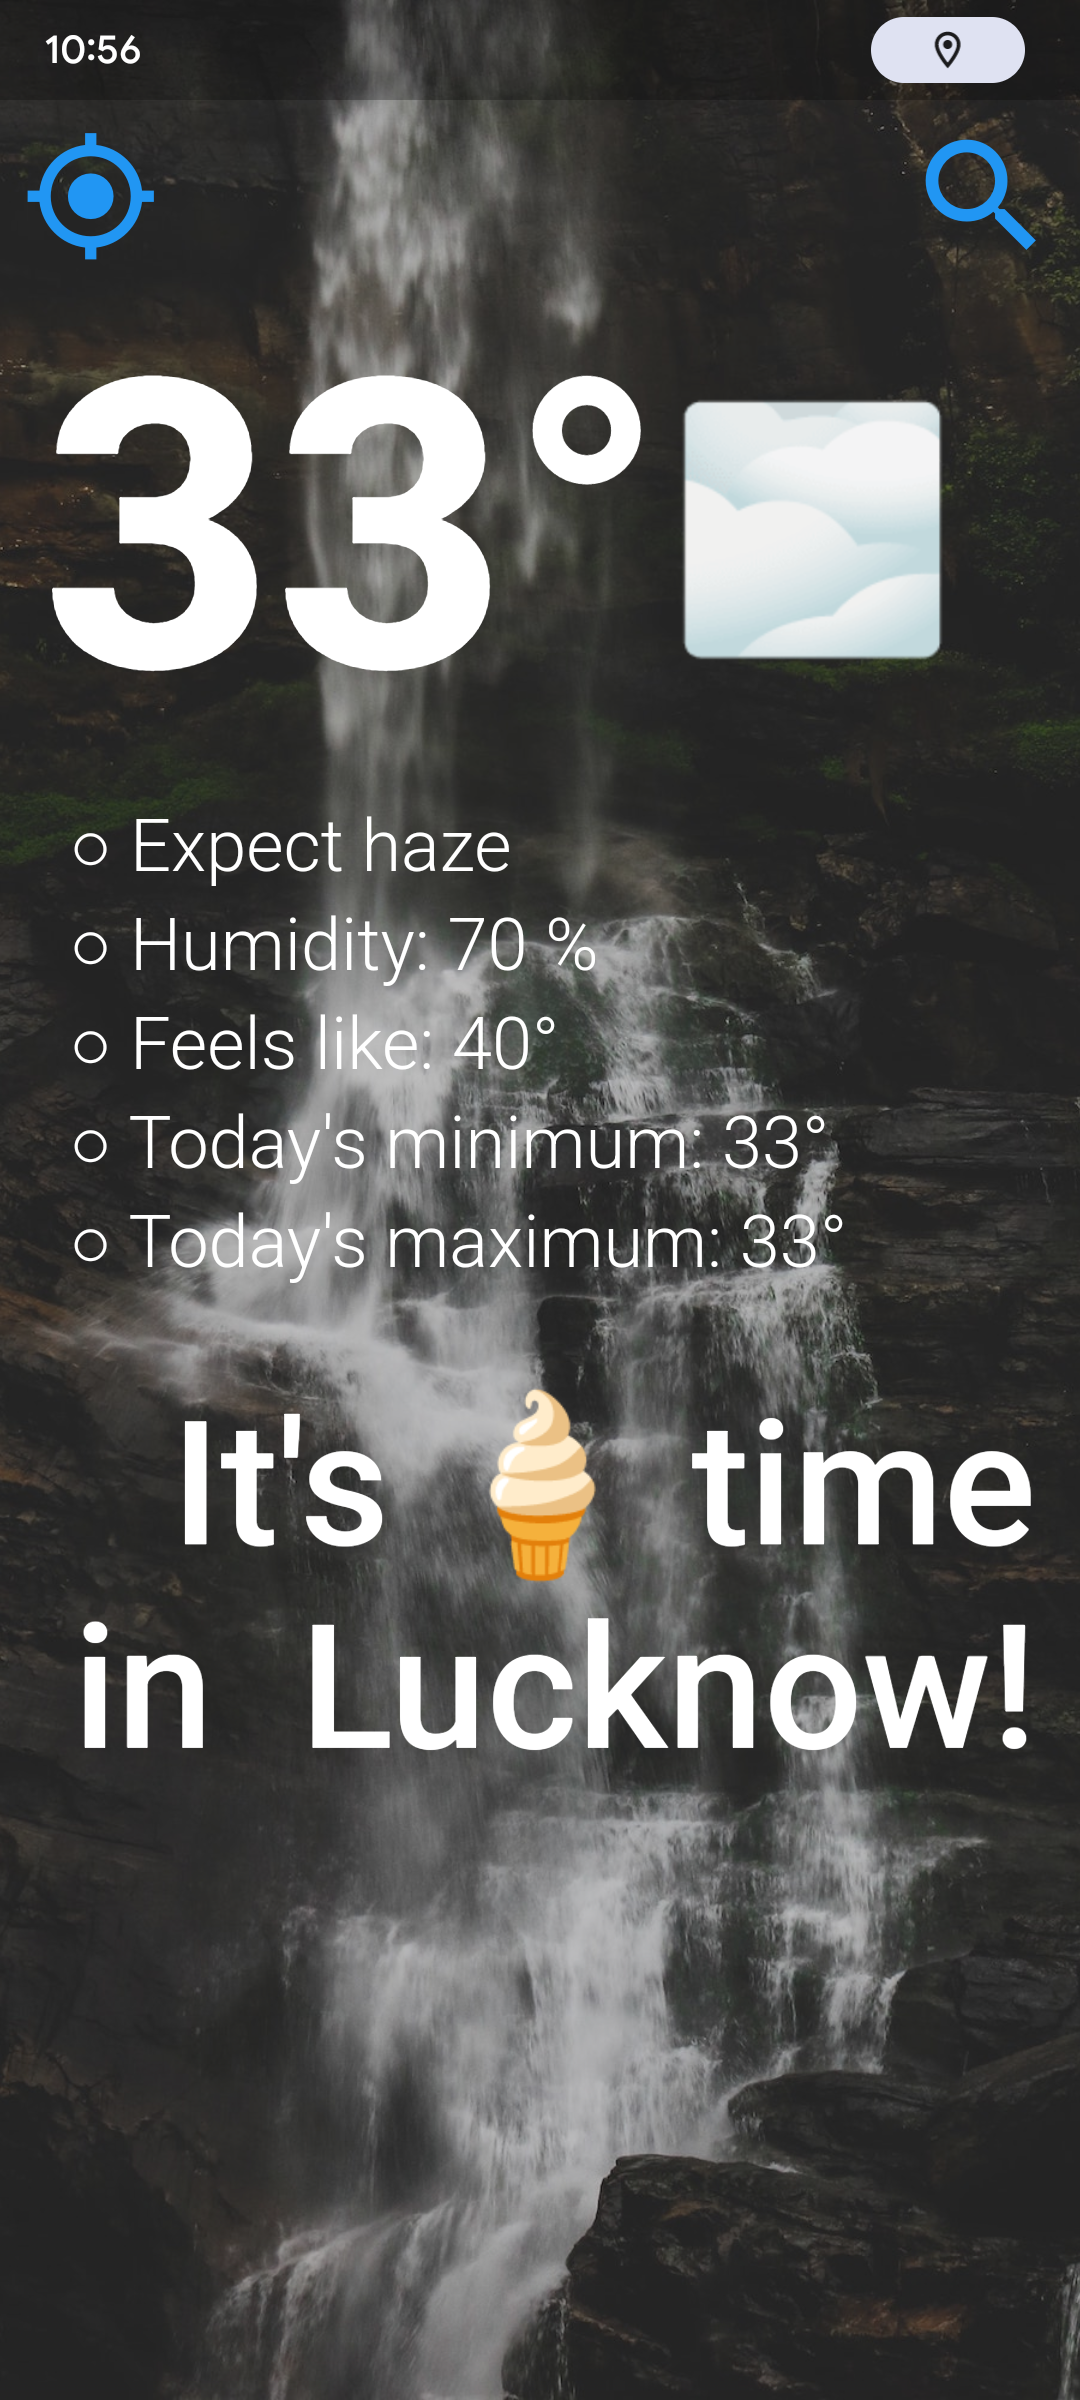 10:56
33°
Expect haze
Humidity: 70 %
Feels like: 40°
Today's minimum: 33°
Today's maximum: 33°
It's 🍦 time
in Lucknow!